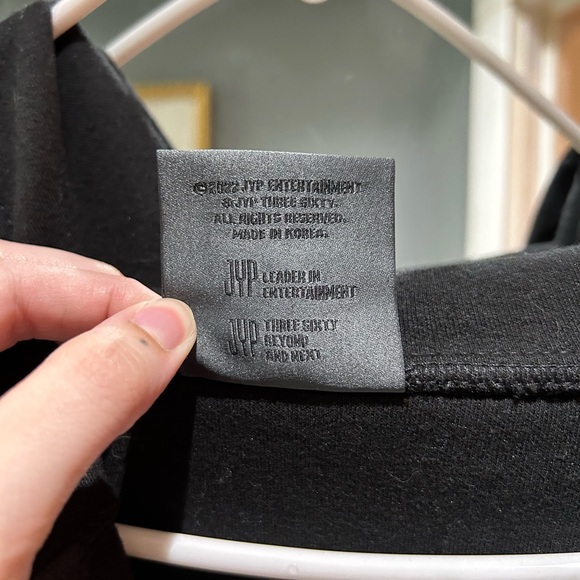 ©2022 JYP ENTERTAINMENT
& JYP THREE SIXTY.
ALL RIGHTS RESERVED.
MADE IN KOREA.
JYP LEADER IN
ENTERTAINMENT
JYP THREE SIXTY
BEYOND
AND NEXT